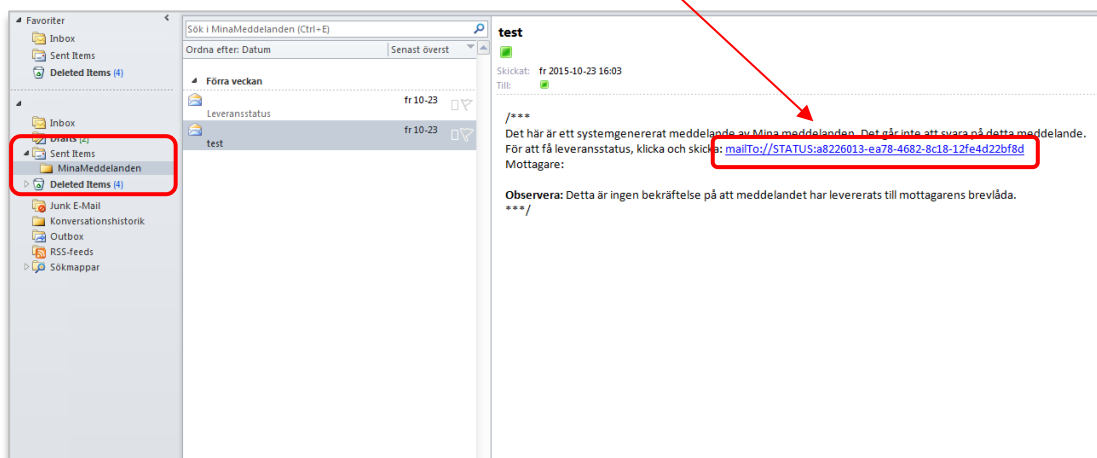 Favoriter
Inbox
Sent Items
Deleted Items (4)
Inbox
Drafts [2]
Sent Items
MinaMeddelanden
Deleted Items (4)
Junk E-Mail
Konversationshistorik
Outbox
RSS-feeds
Sökmappar
Sök i MinaMeddelanden (Ctrl+E)
Ordna efter: Datum Senast överst
Förra veckan
fr 10-23
Leveransstatus
fr 10-23
test
test
Skickat: fr 2015-10-23 16:03
Till:
/***
Det här är ett systemgenererat meddelande av Mina meddelanden. Det går inte att svara på detta meddelande.
För att få leveransstatus, klicka och skicka: mailTo://STATUS:a8226013-ea78-4682-8c18-12fe4d22bf8d
Mottagare:
Observera: Detta är ingen bekräftelse på att meddelandet har levererats till mottagarens brevlåda.
***/